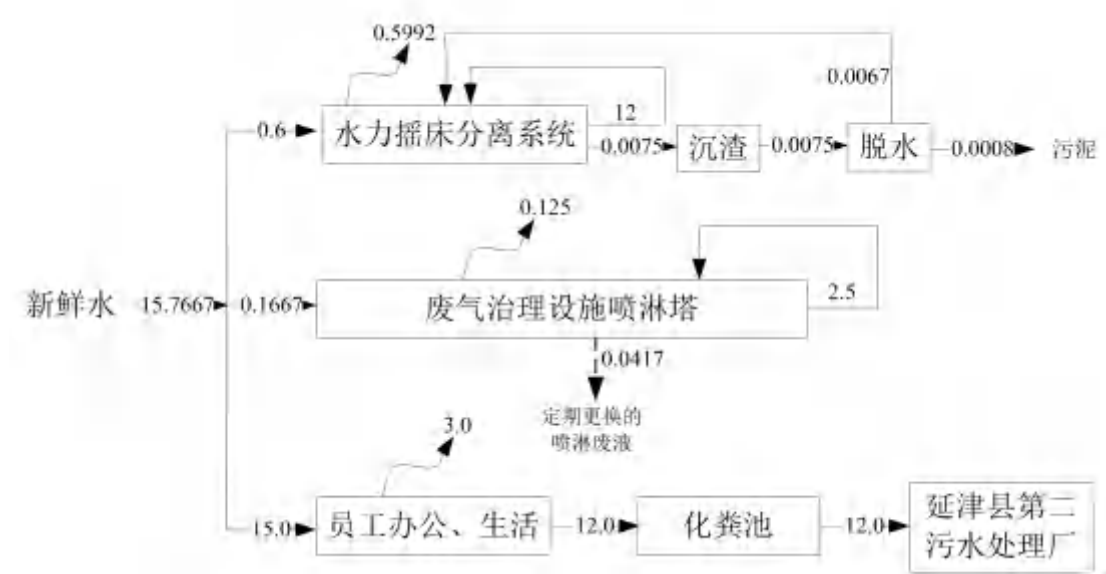 0.5992
0.0067
0.6
水力摇床分离系统
12
0.0075
沉渣
0.0075
脱水
0.0008
污泥
0.125
新鲜水
15.7667
0.1667
废气治理设施喷淋塔
2.5
0.0417
定期更换的
喷淋废液
3.0
15.0
员工办公、生活
12.0
化粪池
12.0
延津县第二
污水处理厂